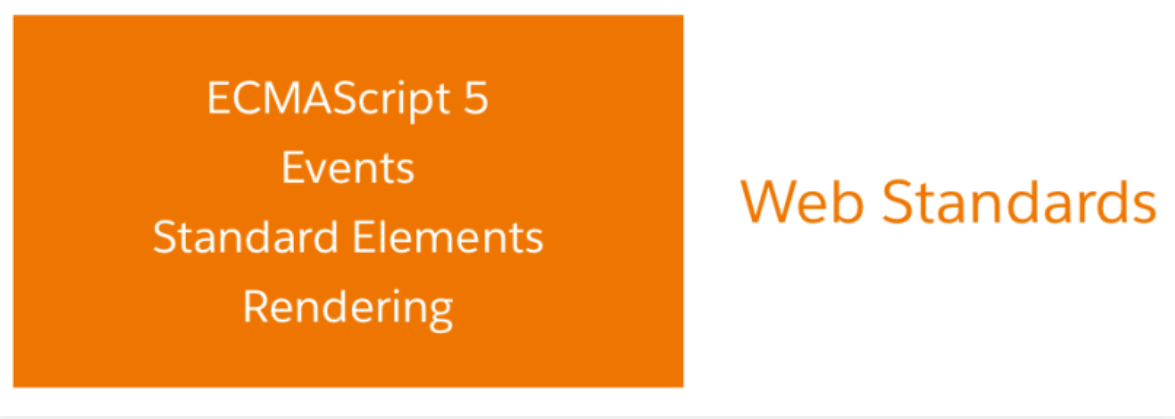 ECMAScript 5
Events
Standard Elements
Rendering
Web Standards